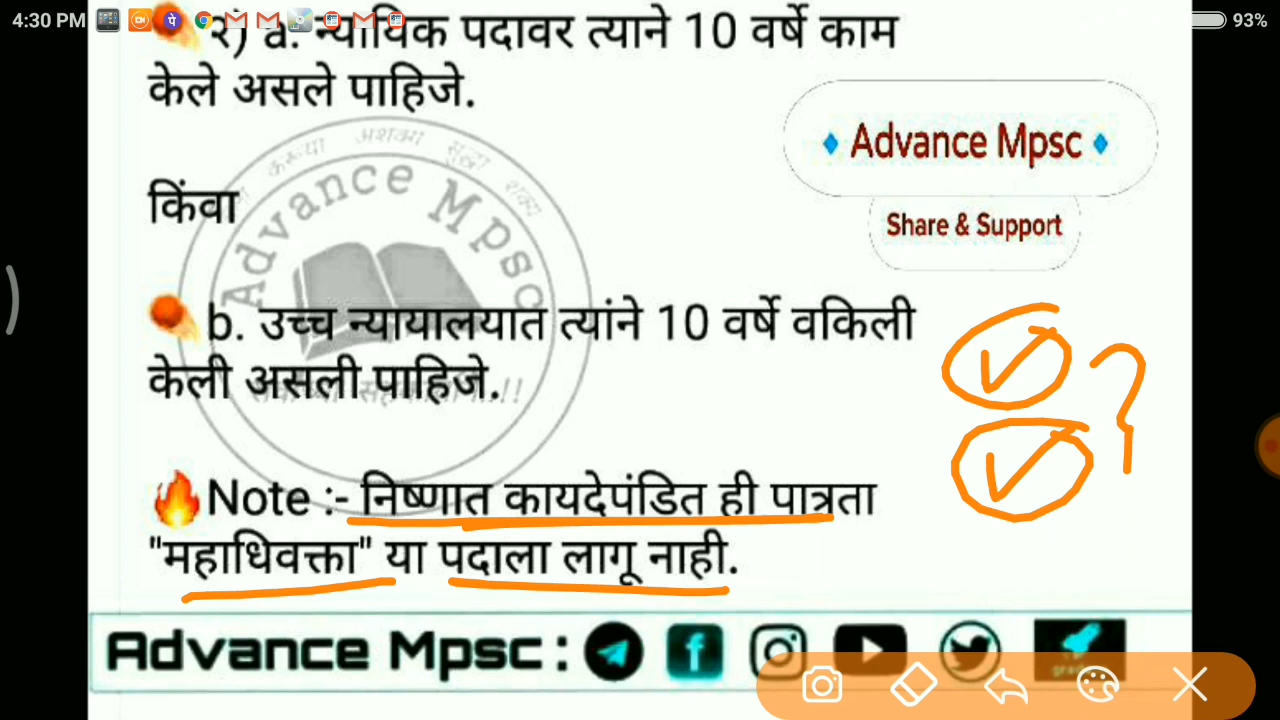 4:30 PM
93%
२) a. न्यायिक पदावर त्याने 10 वर्षे काम
केले असले पाहिजे.
Advance Mpsc
Share & Support
किंवा
Advance Mpsc
b. उच्च न्यायालयात त्यांने 10 वर्षे वकिली
केली असली पाहिजे.
Note :- निष्णात कायदेपंडित ही पात्रता
"महाधिवक्ता" या पदाला लागू नाही.
Advance Mpsc :